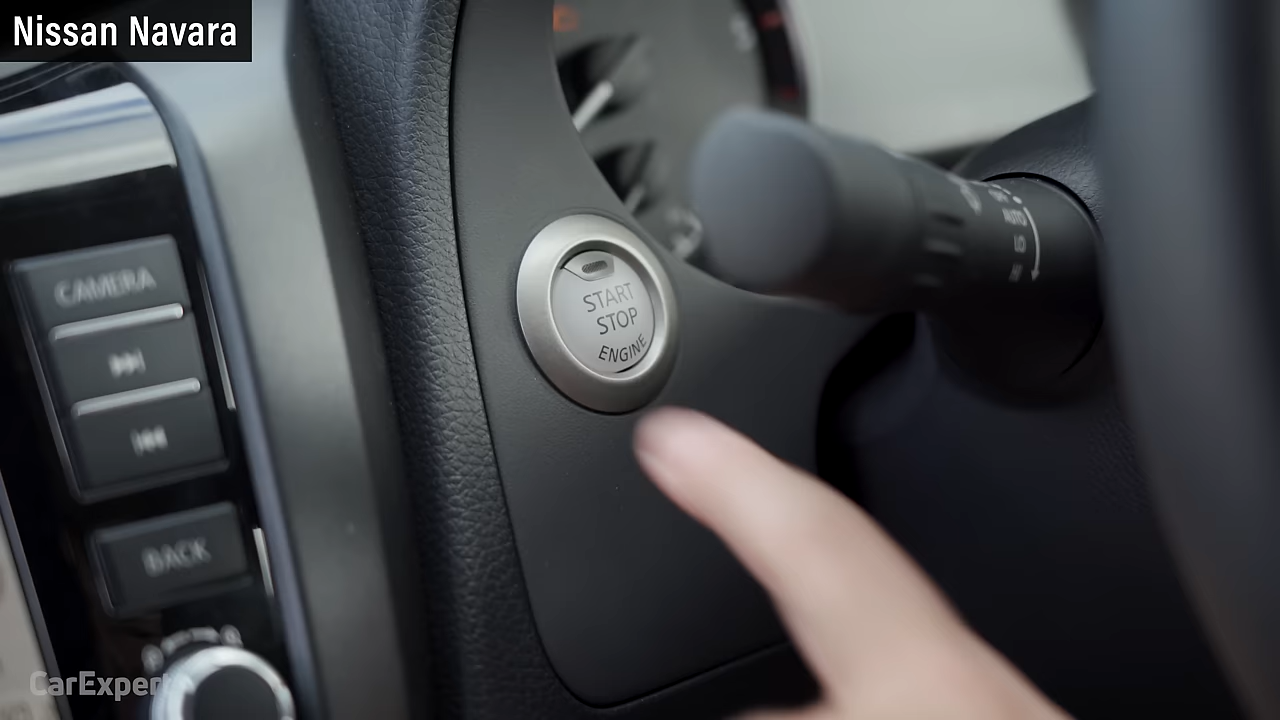 Nissan Navara
CAMERA
START
STOP
ENGINE
AUTO
BACK
CarExpert